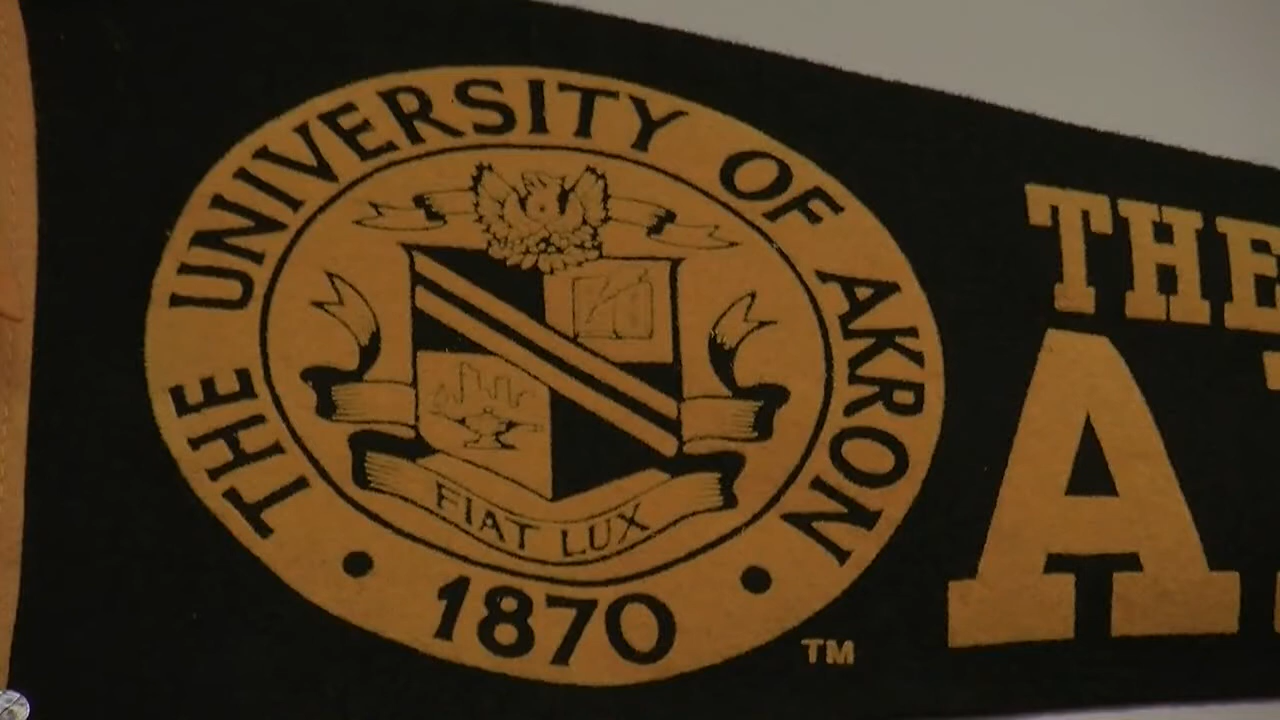 THE UNIVERSITY OF AKRON
FIAT LUX
• 1870 •
TM
THE
A